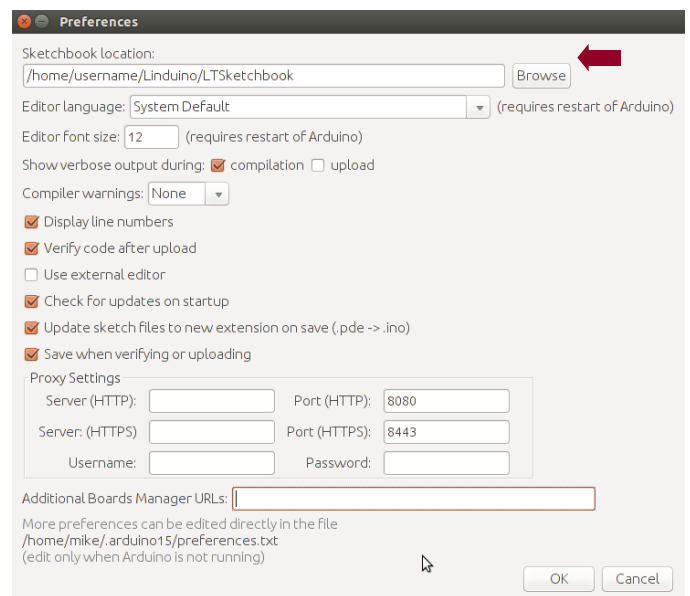 Preferences
Sketchbook location:
/home/username/Linduino/LTSketchbook Browse
Editor language: System Default (requires restart of Arduino)
Editor font size: 12 (requires restart of Arduino)
Show verbose output during: compilation upload
Compiler warnings: None
Display line numbers
Verify code after upload
Use external editor
Check for updates on startup
Update sketch files to new extension on save (.pde -> .ino)
Save when verifying or uploading
Proxy Settings
Server (HTTP): Port (HTTP): 8080
Server: (HTTPS) Port (HTTPS): 8443
Username: Password:
Additional Boards Manager URLs:
More preferences can be edited directly in the file
/home/mike/.arduino15/preferences.txt
(edit only when Arduino is not running)
OK Cancel